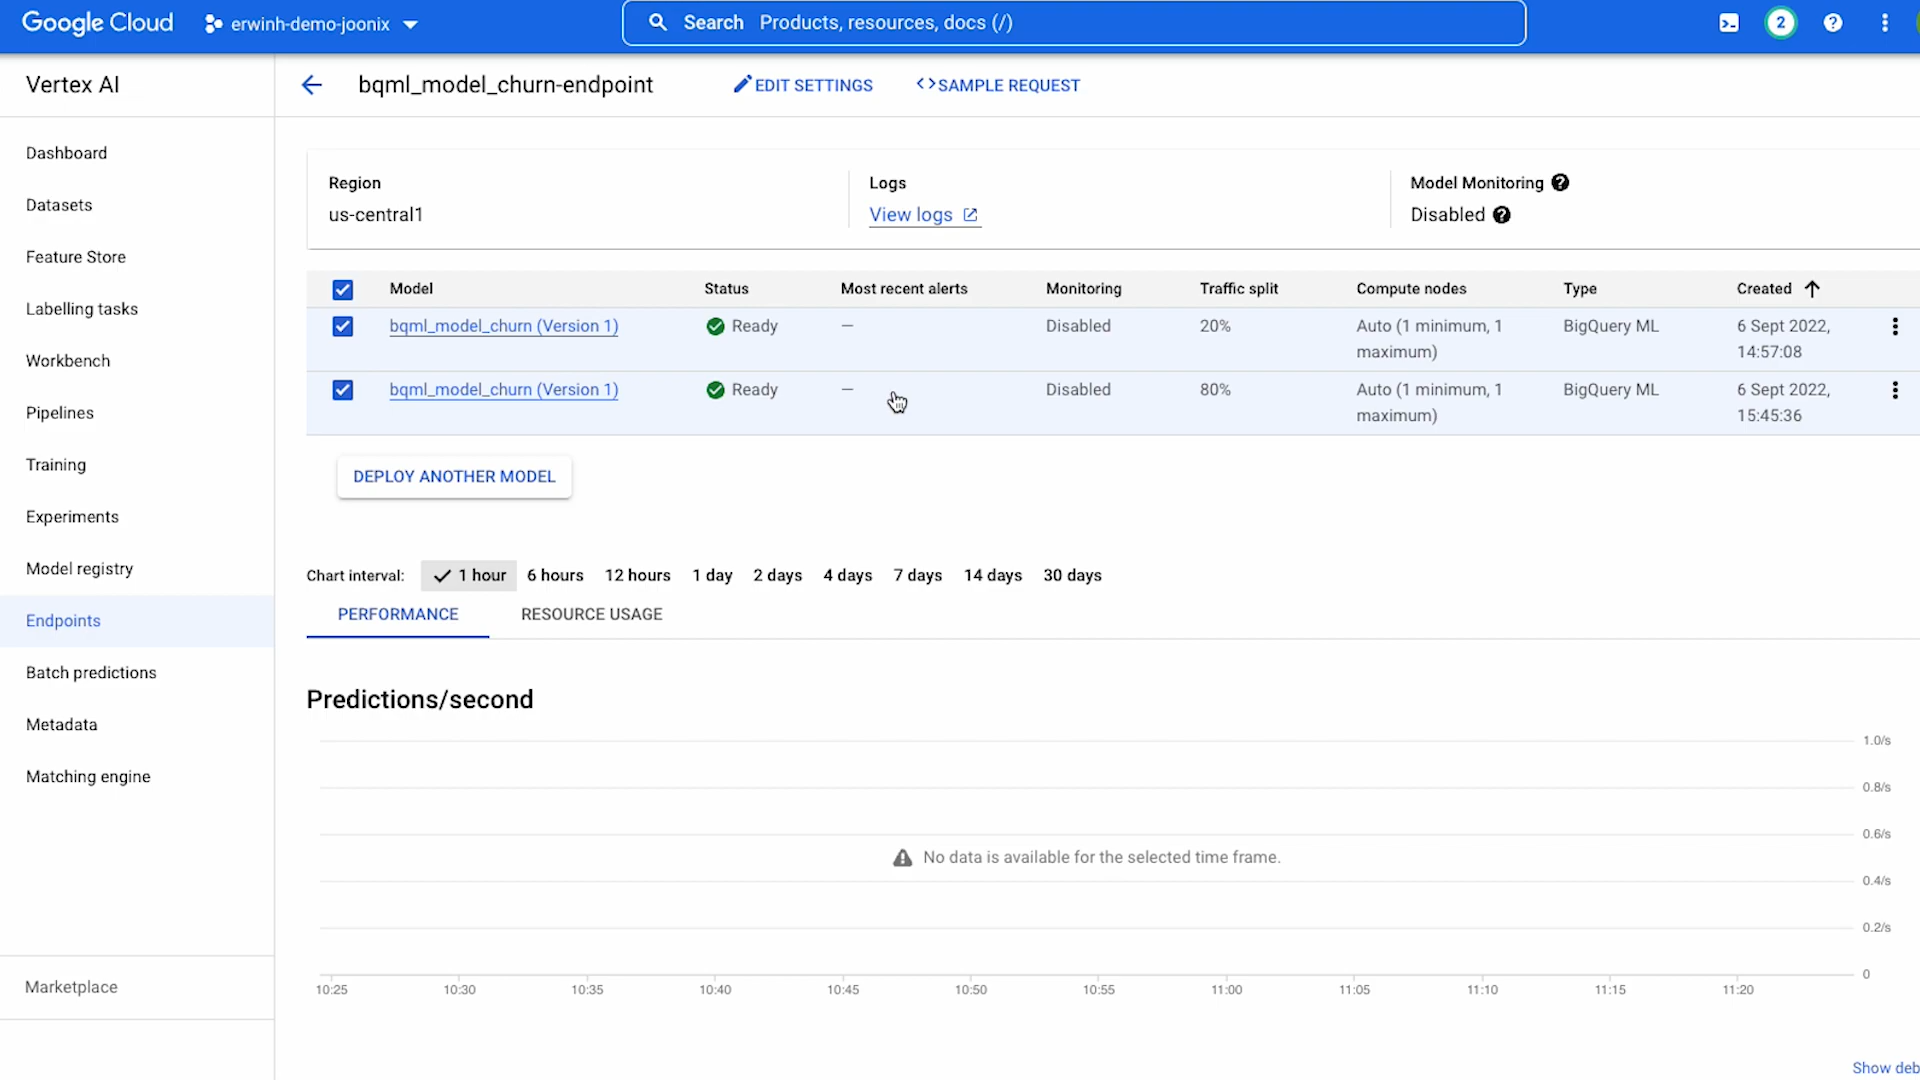 Google Cloud
erwinh-demo-joonix
Search Products, resources, docs (/)
2
Vertex AI
bqml_model_churn-endpoint
EDIT SETTINGS
<> SAMPLE REQUEST
Dashboard
Datasets
Feature Store
Labelling tasks
Workbench
Pipelines
Training
Experiments
Model registry
Endpoints
Batch predictions
Metadata
Matching engine
Marketplace
Region
us-central1
Logs
View logs
Model Monitoring
Disabled
Model Status Most recent alerts Monitoring Traffic split Compute nodes Type Created
bqml_model_churn (Version 1) Ready — Disabled 20% Auto (1 minimum, 1 BigQuery ML 6 Sept 2022,
maximum) 14:57:08
bqml_model_churn (Version 1) Ready — Disabled 80% Auto (1 minimum, 1 BigQuery ML 6 Sept 2022,
maximum) 15:45:36
DEPLOY ANOTHER MODEL
Chart interval: 1 hour 6 hours 12 hours 1 day 2 days 4 days 7 days 14 days 30 days
PERFORMANCE RESOURCE USAGE
Predictions/second
1.0/s
0.8/s
0.6/s
No data is available for the selected time frame.
0.4/s
0.2/s
0
10:25 10:30 10:35 10:40 10:45 10:50 10:55 11:00 11:05 11:10 11:15 11:20
Show deb